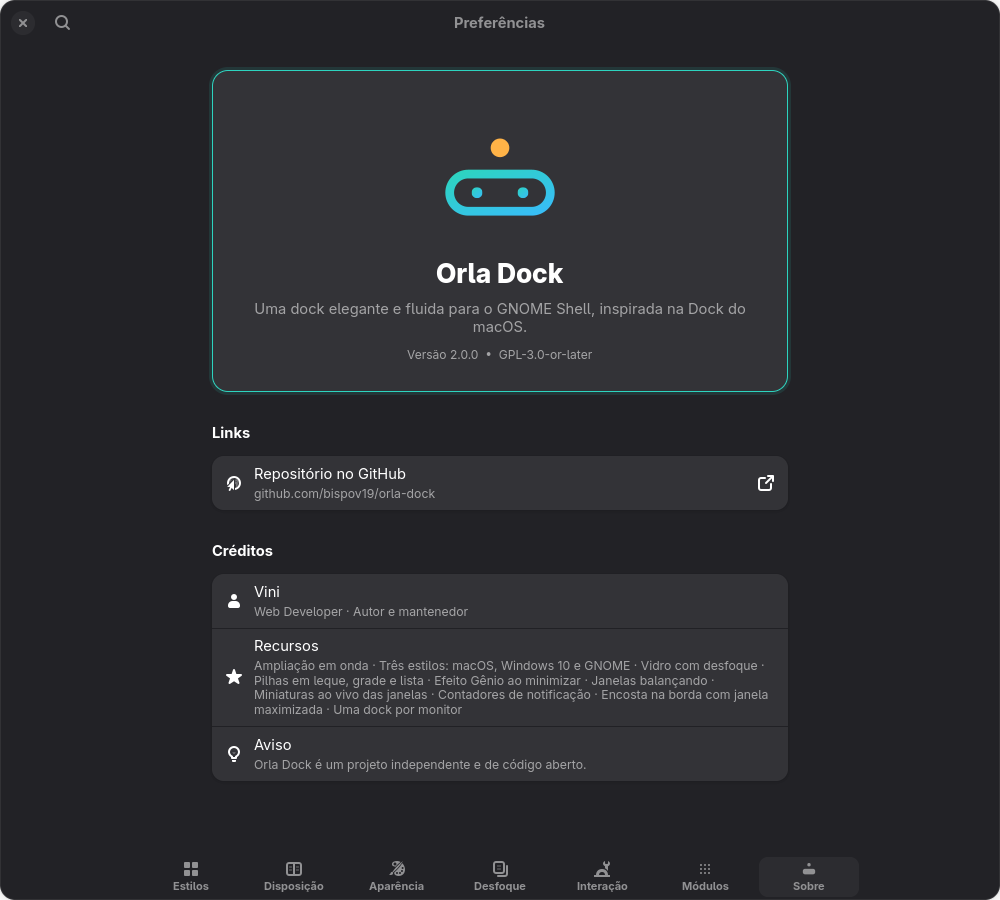 Preferências
Orla Dock
Uma dock elegante e fluida para o GNOME Shell, inspirada na Dock do
macOS.
Versão 2.0.0 • GPL-3.0-or-later
Links
Repositório no GitHub
github.com/bispov19/orla-dock
Créditos
Vini
Web Developer · Autor e mantenedor
Recursos
Ampliação em onda · Três estilos: macOS, Windows 10 e GNOME · Vidro com desfoque ·
Pilhas em leque, grade e lista · Efeito Gênio ao minimizar · Janelas balançando ·
Miniaturas ao vivo das janelas · Contadores de notificação · Encosta na borda com janela
maximizada · Uma dock por monitor
Aviso
Orla Dock é um projeto independente e de código aberto.
Estilos
Disposição
Aparência
Desfoque
Interação
Módulos
Sobre